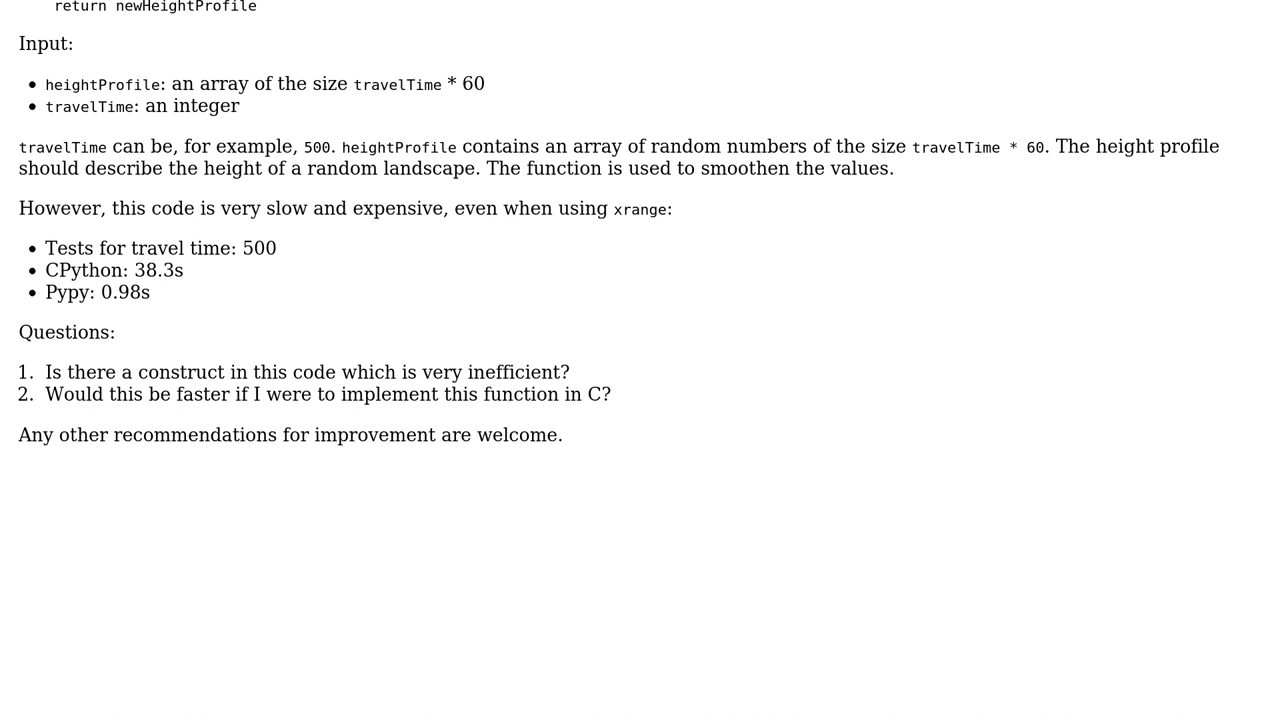 return newHeightProfile
Input:
• heightProfile: an array of the size travelTime * 60
• travelTime: an integer
travelTime can be, for example, 500. heightProfile contains an array of random numbers of the size travelTime * 60. The height profile
should describe the height of a random landscape. The function is used to smoothen the values.
However, this code is very slow and expensive, even when using xrange:
• Tests for travel time: 500
• CPython: 38.3s
• Pypy: 0.98s
Questions:
1. Is there a construct in this code which is very inefficient?
2. Would this be faster if I were to implement this function in C?
Any other recommendations for improvement are welcome.